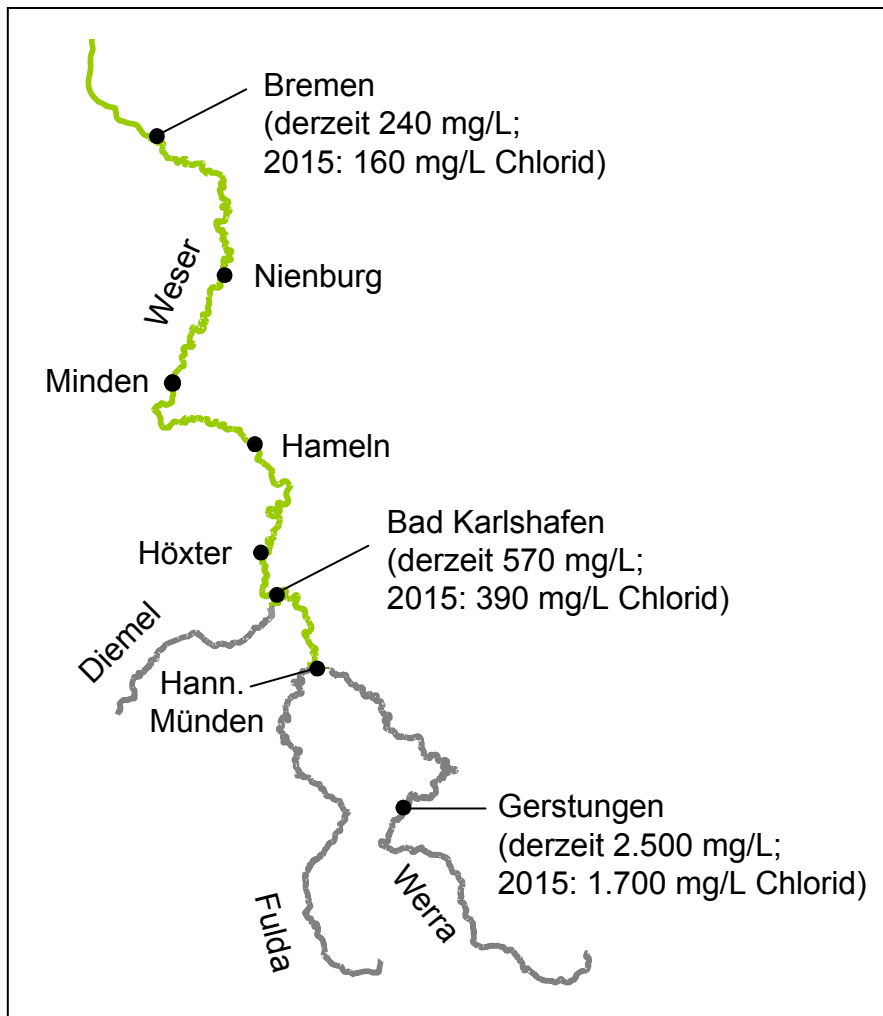 Bremen
(derzeit 240 mg/L;
2015: 160 mg/L Chlorid)
Weser
Nienburg
Minden
Hameln
Bad Karlshafen
(derzeit 570 mg/L;
2015: 390 mg/L Chlorid)
Höxter
Diemel
Hann.
Münden
Gerstungen
(derzeit 2.500 mg/L;
2015: 1.700 mg/L Chlorid)
Werra
Fulda